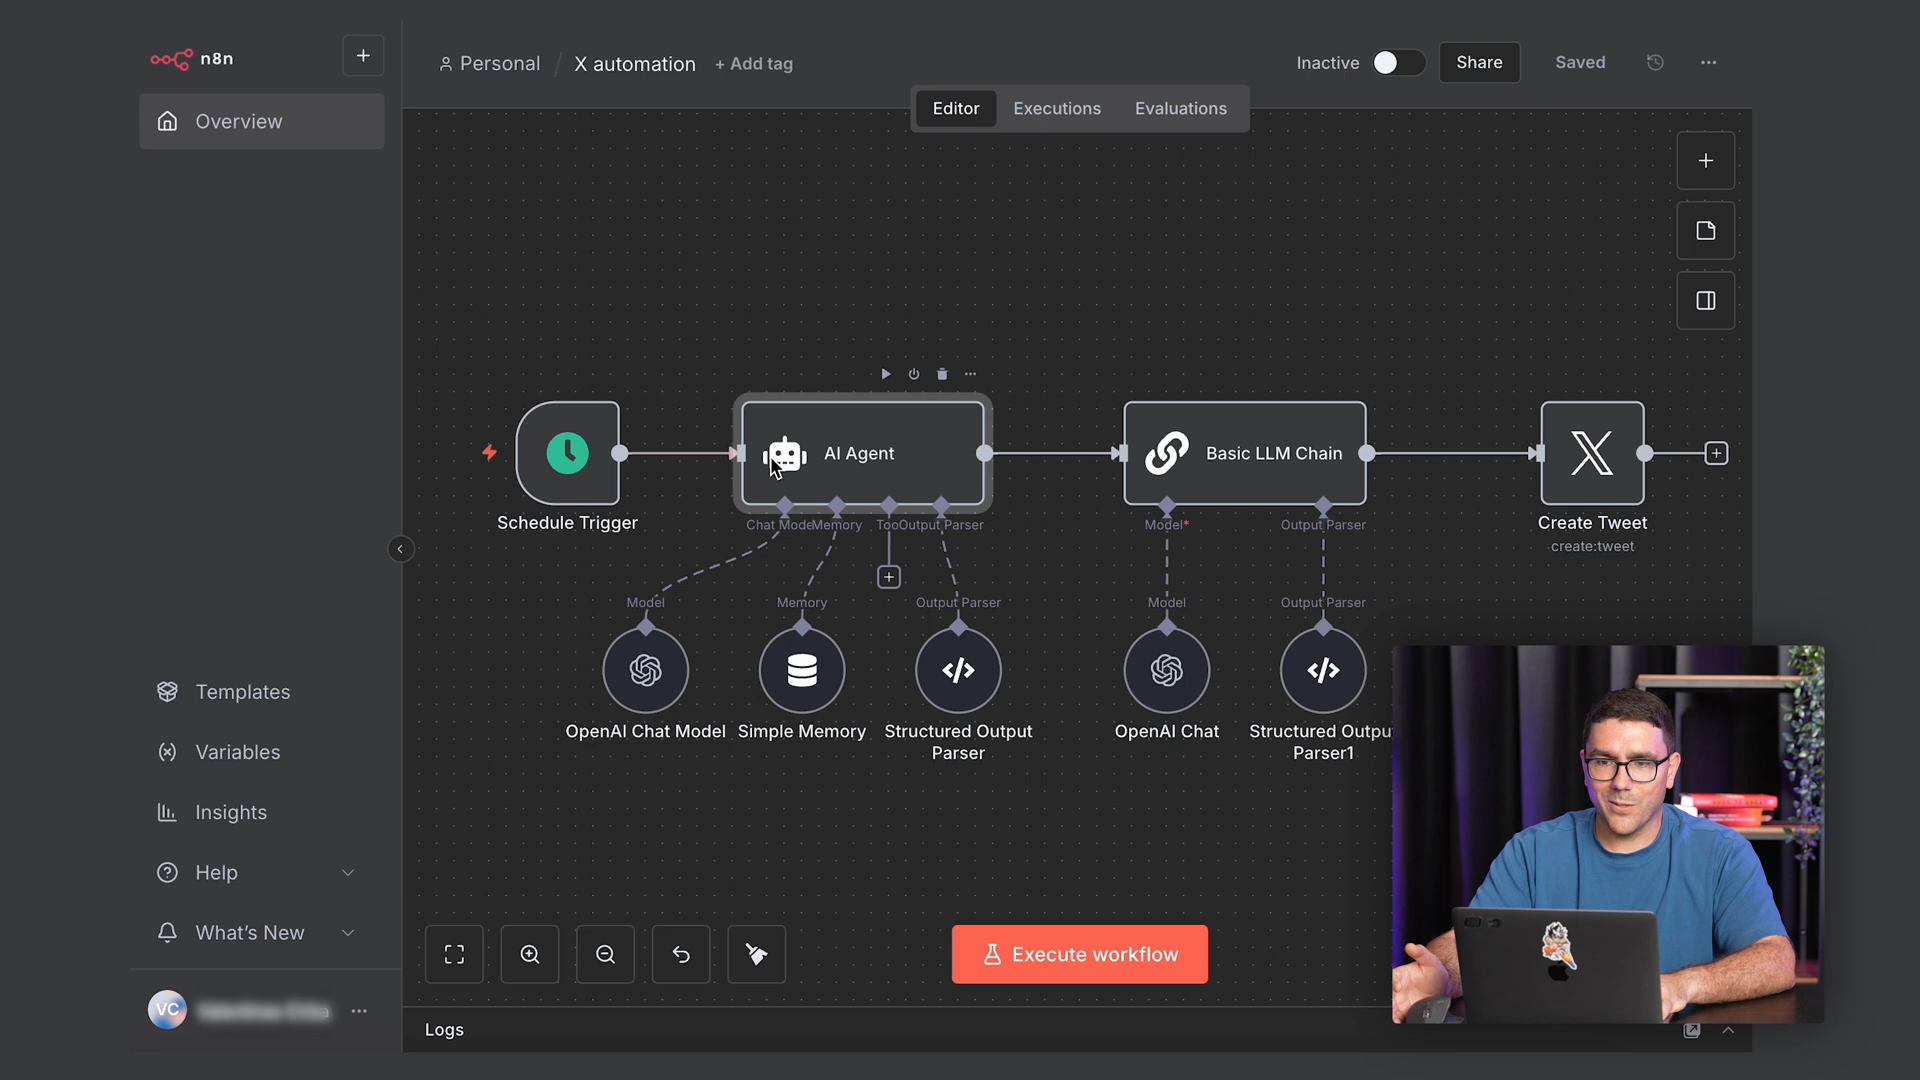 n8n
Personal / X automation + Add tag
Inactive
Share
Saved
Editor
Executions
Evaluations
Overview
AI Agent
Basic LLM Chain
Schedule Trigger
Chat Mode
Memory
Too
Output Parser
Model*
Output Parser
Create Tweet
create:tweet
Model
Memory
Output Parser
Model
Output Parser
OpenAI Chat Model
Simple Memory
Structured Output
Parser
OpenAI Chat
Structured Outpu
Parser1
Templates
Variables
Insights
Help
What's New
VC
Execute workflow
Logs